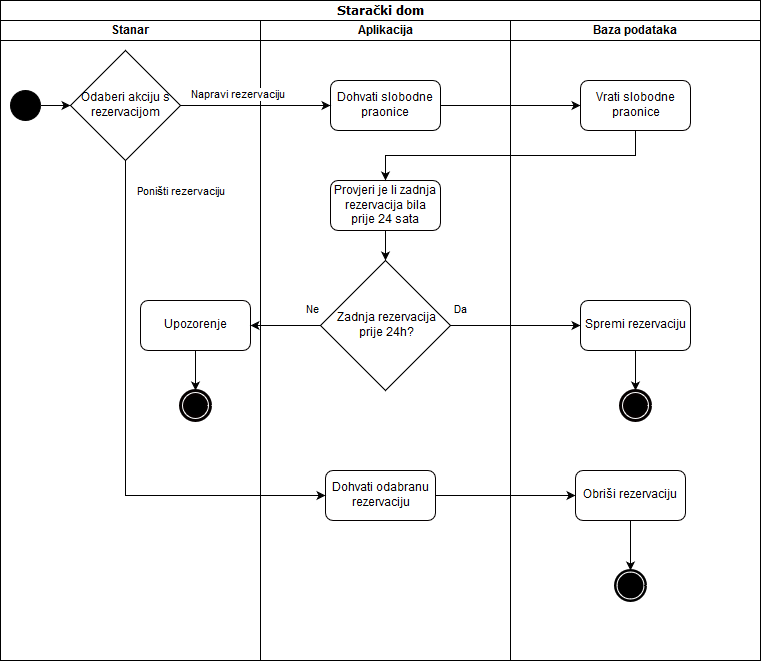 Starački dom
Stanar
Aplikacija
Baza podataka
Odaberi akciju s
rezervacijom
Napravi rezervaciju
Dohvati slobodne
praonice
Vrati slobodne
praonice
Poništi rezervaciju
Provjeri je li zadnja
rezervacija bila
prije 24 sata
Upozorenje
Ne
Zadnja rezervacija
prije 24h?
Da
Spremi rezervaciju
Dohvati odabranu
rezervaciju
Obriši rezervaciju